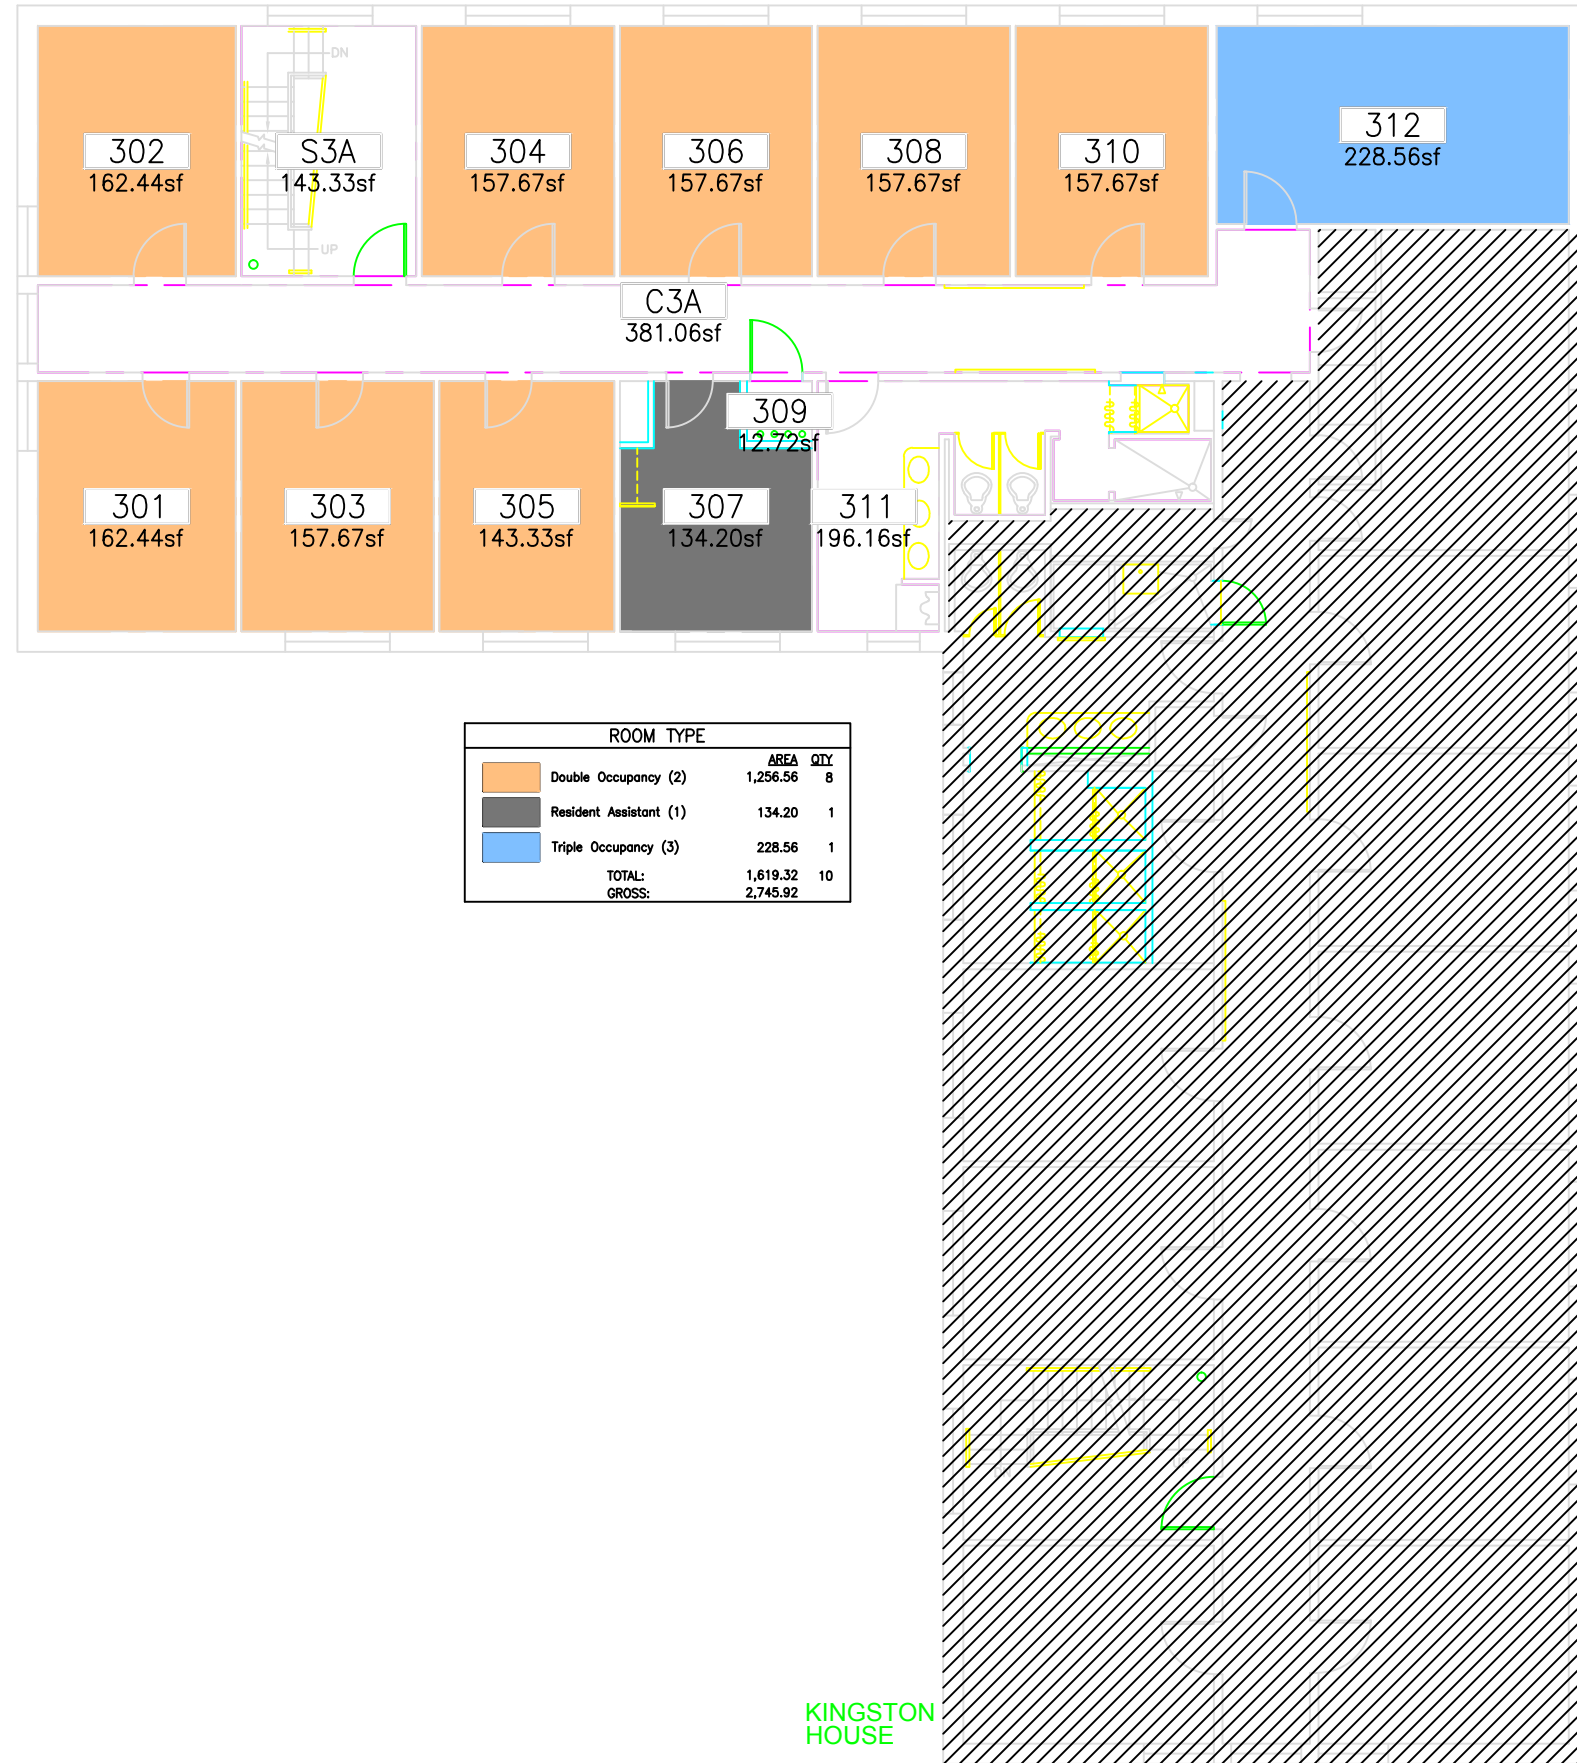 302
162.44sf
DN
S3A
143.33sf
UP
304
157.67sf
306
157.67sf
308
157.67sf
310
157.67sf
312
228.56sf
C3A
381.06sf
301
162.44sf
303
157.67sf
305
143.33sf
307
134.20sf
309
12.72sf
311
196.16sf
ROOM TYPE
AREA QTY
Double Occupancy (2) 1,256.56 8
Resident Assistant (1) 134.20 1
Triple Occupancy (3) 228.56 1
TOTAL: 1,619.32 10
GROSS: 2,745.92
KINGSTON
HOUSE